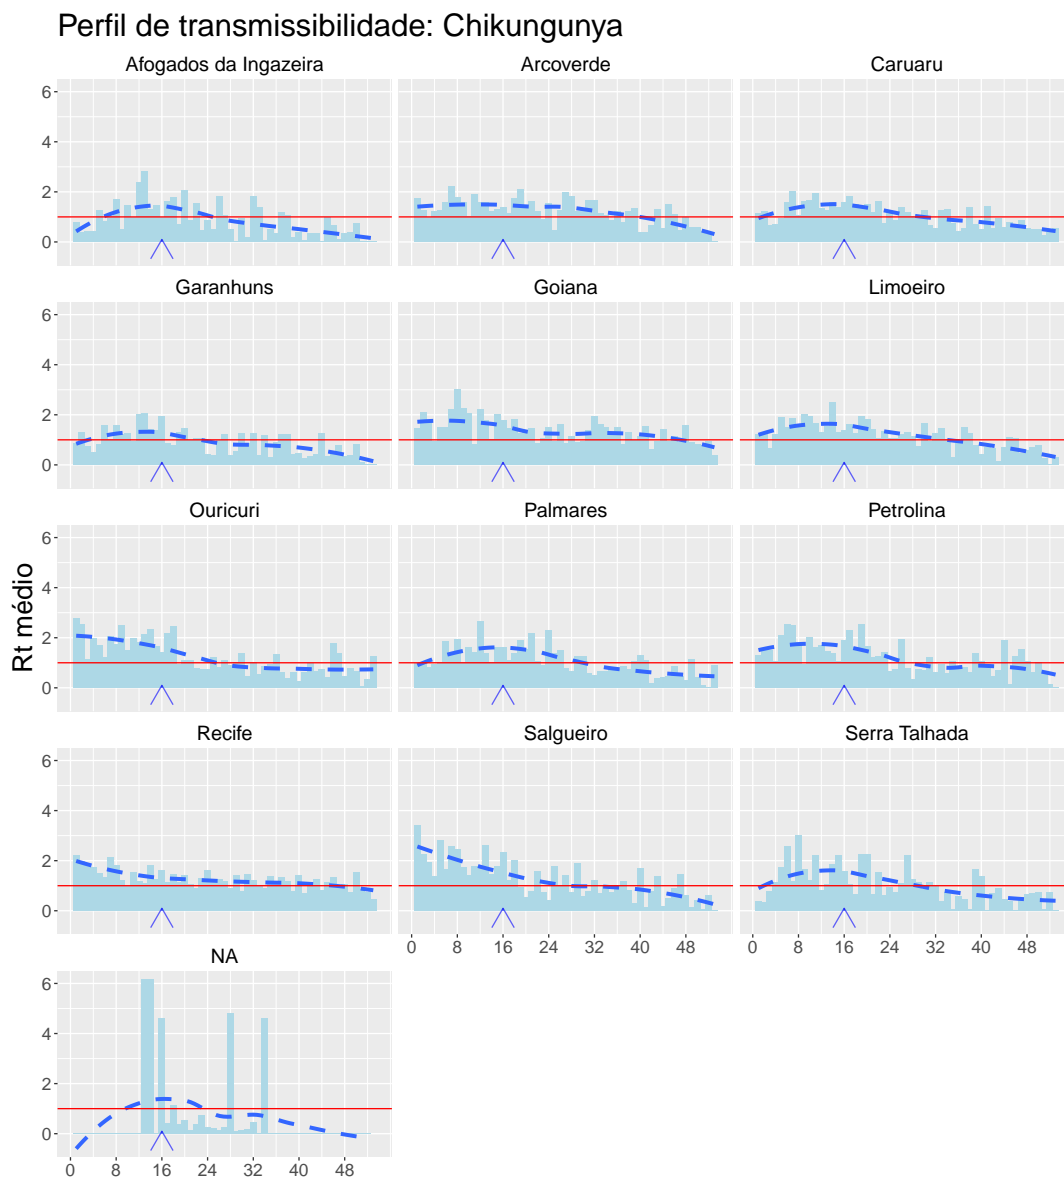 Perfil de transmissibilidade: Chikungunya
Afogados da Ingazeira
Arcoverde
Caruaru
6
4
2
0
Garanhuns
Goiana
Limoeiro
6
4
2
0
Ouricuri
Palmares
Petrolina
6
4
2
0
Rt médio
Recife
Salgueiro
Serra Talhada
6
4
2
0
0 8 16 24 32 40 48
0 8 16 24 32 40 48
NA
6
4
2
0
0 8 16 24 32 48